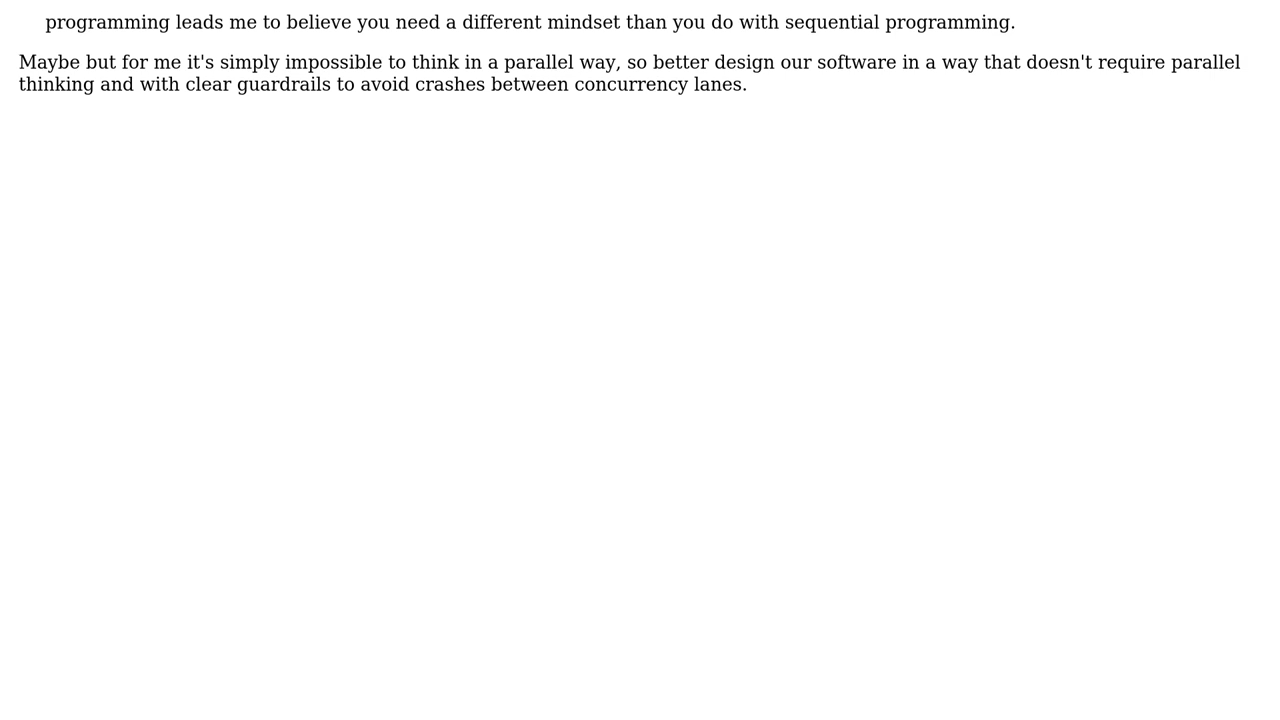 programming leads me to believe you need a different mindset than you do with sequential programming.
Maybe but for me it's simply impossible to think in a parallel way, so better design our software in a way that doesn't require parallel
thinking and with clear guardrails to avoid crashes between concurrency lanes.